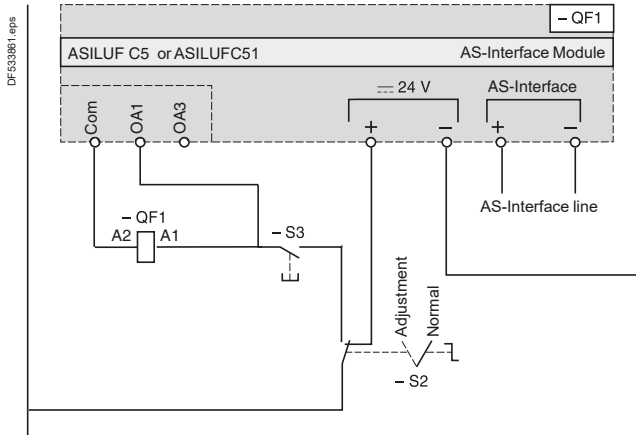 DF533861.eps
– QF1
ASILUF C5 or ASILUFC51
AS-Interface Module
24 V
AS-Interface
Com
OA1
OA3
+
–
+
–
AS-Interface line
– QF1
A2
A1
– S3
Adjustment
Normal
– S2